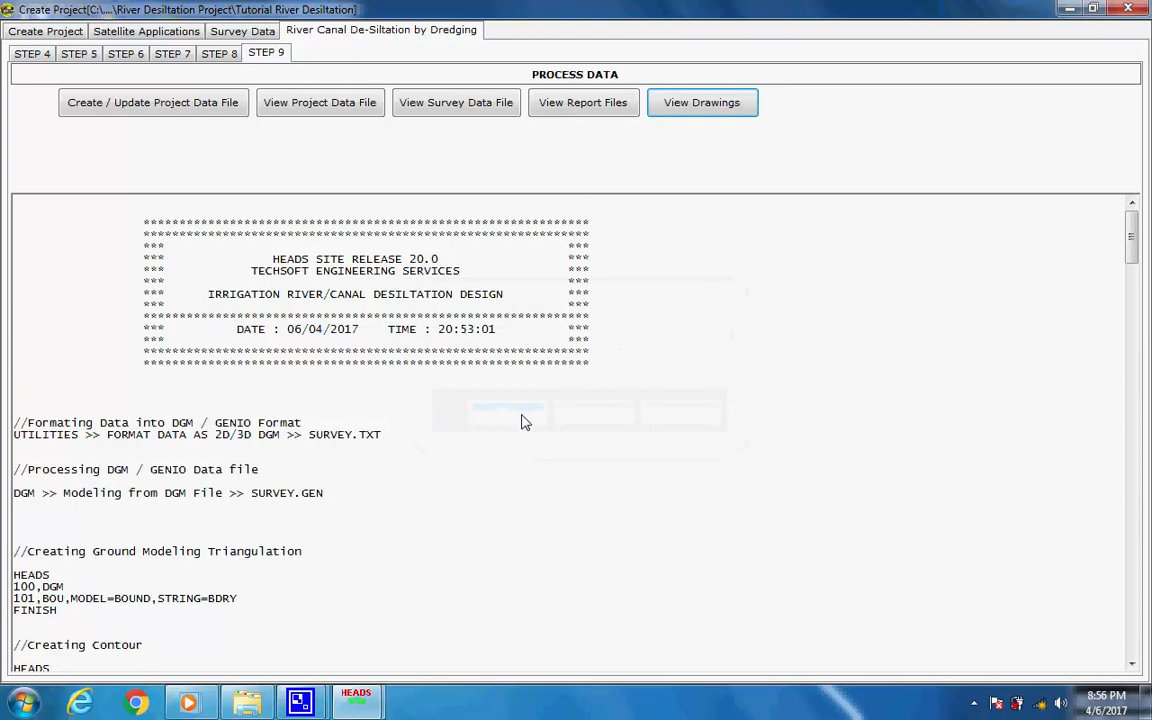 Create Project[C:\....\River Desiltation Project\Tutorial River Desiltation]
Create Project Satellite Applications Survey Data River Canal De-Siltation by Dredging
STEP 4 STEP 5 STEP 6 STEP 7 STEP 8 STEP 9
PROCESS DATA
Create / Update Project Data File View Project Data File View Survey Data File View Report Files View Drawings
***************************************************************
***************************************************************
*** ***
*** HEADS SITE RELEASE 20.0 ***
*** TECHSOFT ENGINEERING SERVICES ***
*** ***
*** IRRIGATION RIVER/CANAL DESILTATION DESIGN ***
*** ***
***************************************************************
*** DATE : 06/04/2017 TIME : 20:53:01 ***
*** ***
***************************************************************
***************************************************************
//Formating Data into DGM / GENIO Format
UTILITIES >> FORMAT DATA AS 2D/3D DGM >> SURVEY.TXT
//Processing DGM / GENIO Data file
DGM >> Modeling from DGM File >> SURVEY.GEN
//Creating Ground Modeling Triangulation
HEADS
100,DGM
101,BOU,MODEL=BOUND,STRING=BDRY
FINISH
//Creating Contour
HEADS
HEADS
8:56 PM
4/6/2017